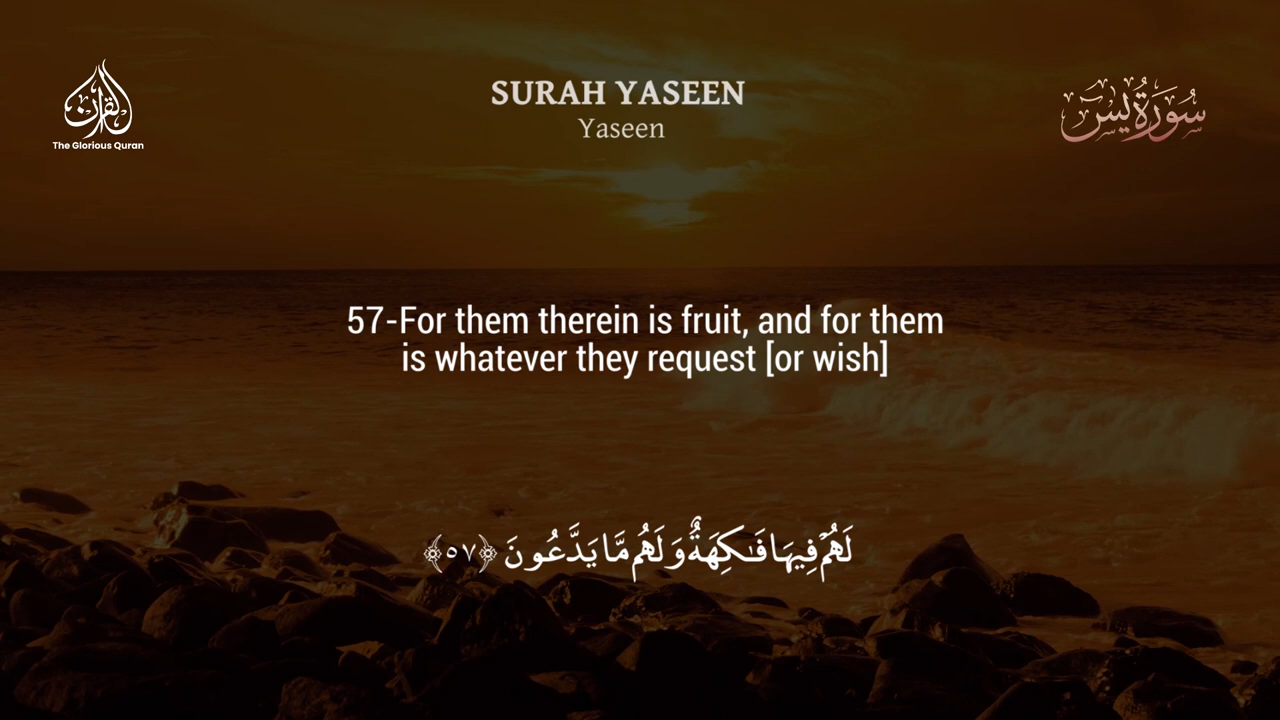 القرآن
The Glorious Quran
SURAH YASEEN
Yaseen
سُورَةُ يس
57-For them therein is fruit, and for them
is whatever they request [or wish]
لَهُمْ فِيهَا فَـٰكِهَةٌ وَلَهُم مَّا يَدَّعُونَ ﴿٥٧﴾